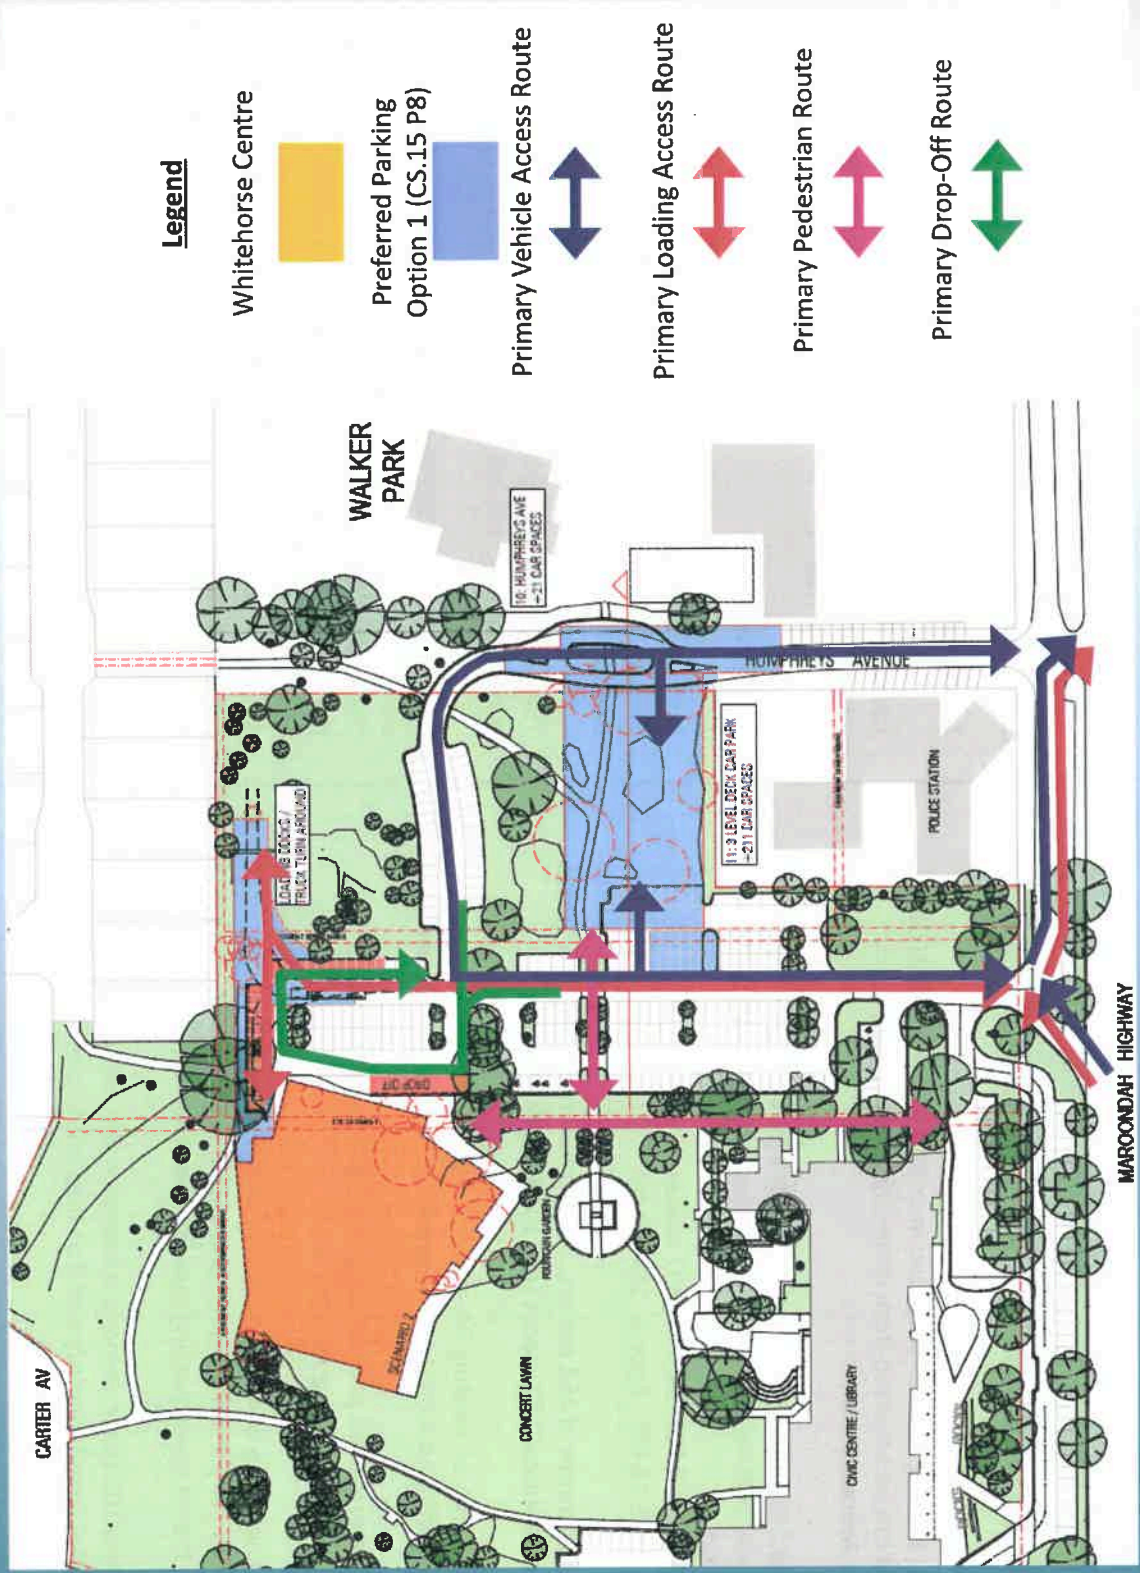 Legend
Whitehorse Centre
Preferred Parking
Option 1 (CS.15 P8)
Primary Vehicle Access Route
Primary Loading Access Route
Primary Pedestrian Route
Primary Drop-Off Route
WALKER
PARK
10: HUMPHREYS AVE
+21 CAR SPACES
HUMPHREYS AVENUE
11: 3 LEVEL DECK CAR PARK
+211 CAR SPACES
POLICE STATION
LOADING DOCKS /
TRUCK TURN AROUND
DROP OFF
MAROONDAH HIGHWAY
CARTER AV
SCENARIO 2
FOUNTAIN GARDEN
CONCERT LAWN
CIVIC CENTRE / LIBRARY